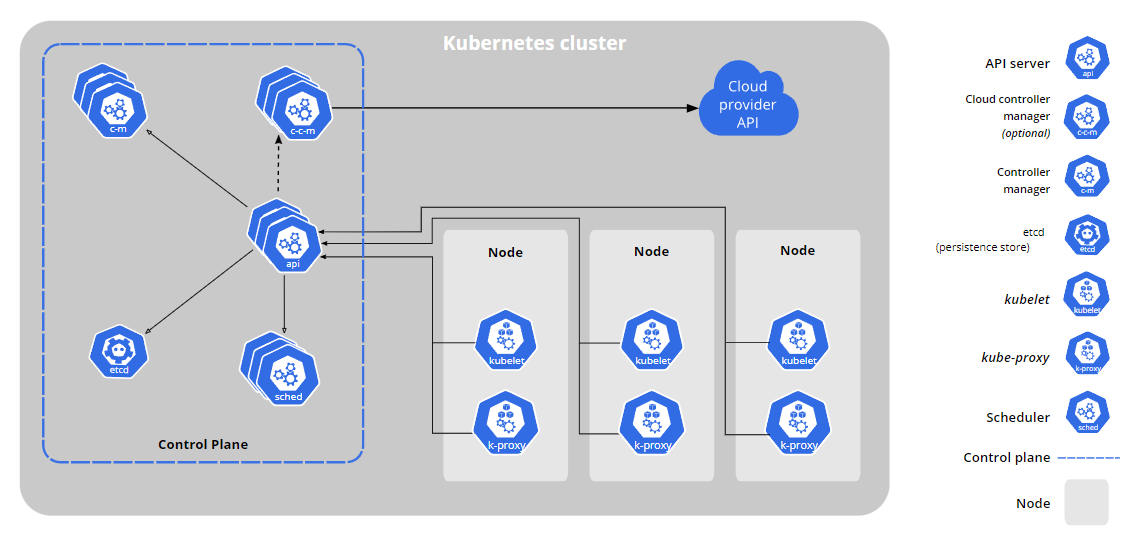 Kubernetes cluster
c-m
c-c-m
Cloud
provider
API
api
etcd
sched
Control Plane
Node
Node
Node
kubelet
kubelet
kubelet
k-proxy
k-proxy
k-proxy
API server
api
Cloud controller
manager
(optional)
c-c-m
Controller
manager
c-m
etcd
(persistence store)
etcd
kubelet
kubelet
kube-proxy
k-proxy
Scheduler
sched
Control plane
Node